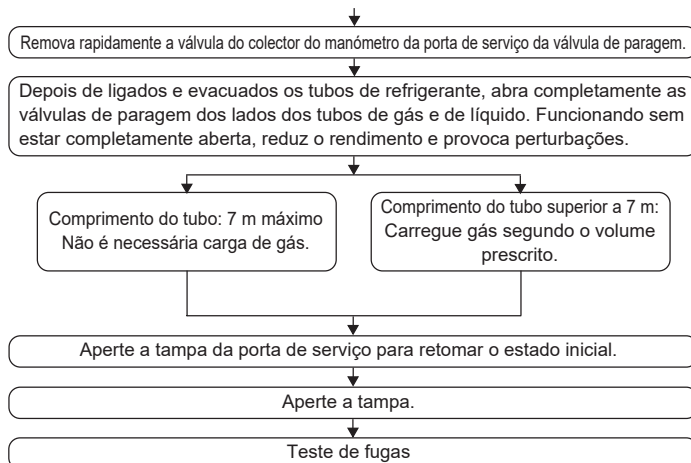 Remova rapidamente a válvula do colector do manómetro da porta de serviço da válvula de paragem.
Depois de ligados e evacuados os tubos de refrigerante, abra completamente as
válvulas de paragem dos lados dos tubos de gás e de líquido. Funcionando sem
estar completamente aberta, reduz o rendimento e provoca perturbações.
Comprimento do tubo: 7 m máximo
Não é necessária carga de gás.
Comprimento do tubo superior a 7 m:
Carregue gás segundo o volume
prescrito.
Aperte a tampa da porta de serviço para retomar o estado inicial.
Aperte a tampa.
Teste de fugas